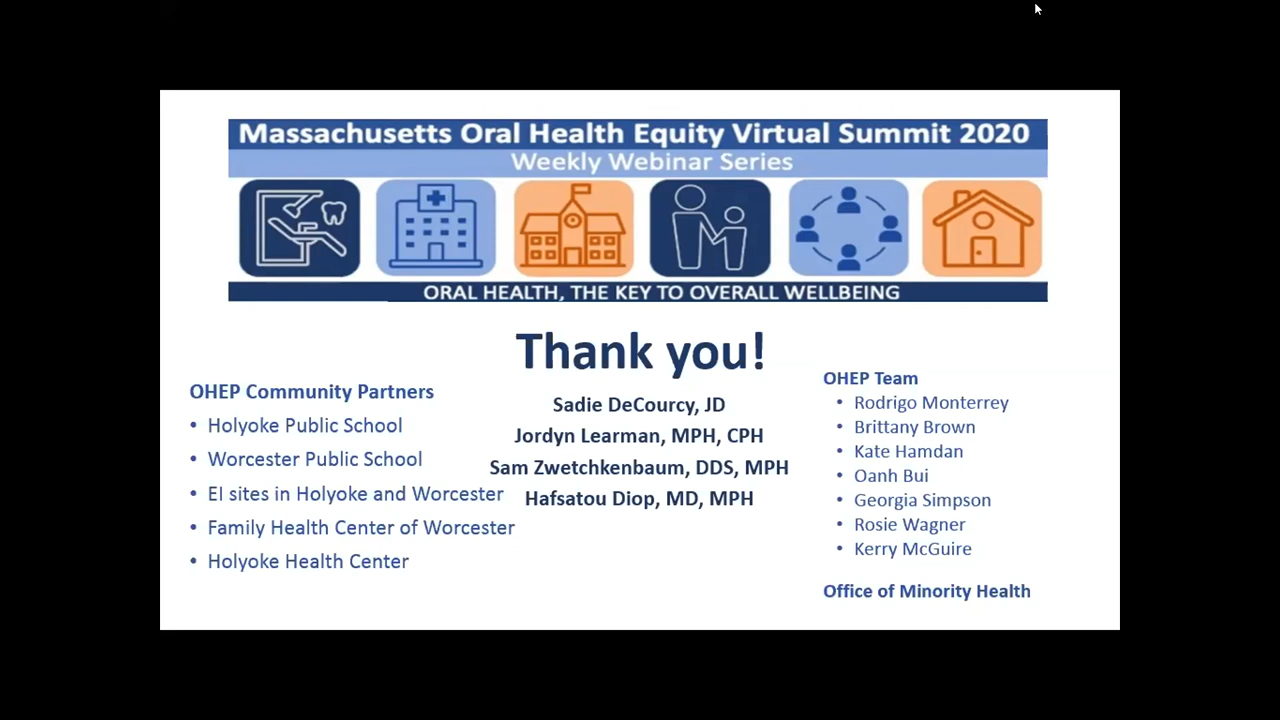 Massachusetts Oral Health Equity Virtual Summit 2020
Weekly Webinar Series
ORAL HEALTH, THE KEY TO OVERALL WELLBEING
Thank you!
OHEP Community Partners
• Holyoke Public School
• Worcester Public School
• EI sites in Holyoke and Worcester
• Family Health Center of Worcester
• Holyoke Health Center
Sadie DeCourcy, JD
Jordyn Learman, MPH, CPH
Sam Zwetchkenbaum, DDS, MPH
Hafsatou Diop, MD, MPH
OHEP Team
• Rodrigo Monterrey
• Brittany Brown
• Kate Hamdan
• Oanh Bui
• Georgia Simpson
• Rosie Wagner
• Kerry McGuire
Office of Minority Health